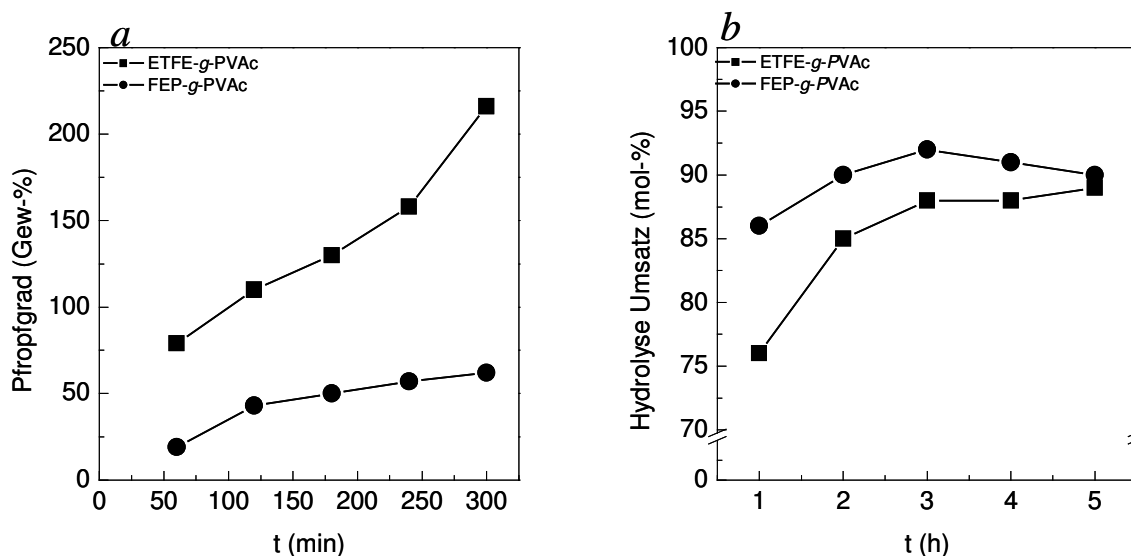 a
ETFE-g-PVAc
FEP-g-PVAc
250
200
150
100
50
0
Pfropfgrad (Gew-%)
0 50 100 150 200 250 300
t (min)
b
ETFE-g-PVAc
FEP-g-PVAc
100
95
90
85
80
75
70
0
Hydrolyse Umsatz (mol-%)
1 2 3 4 5
t (h)